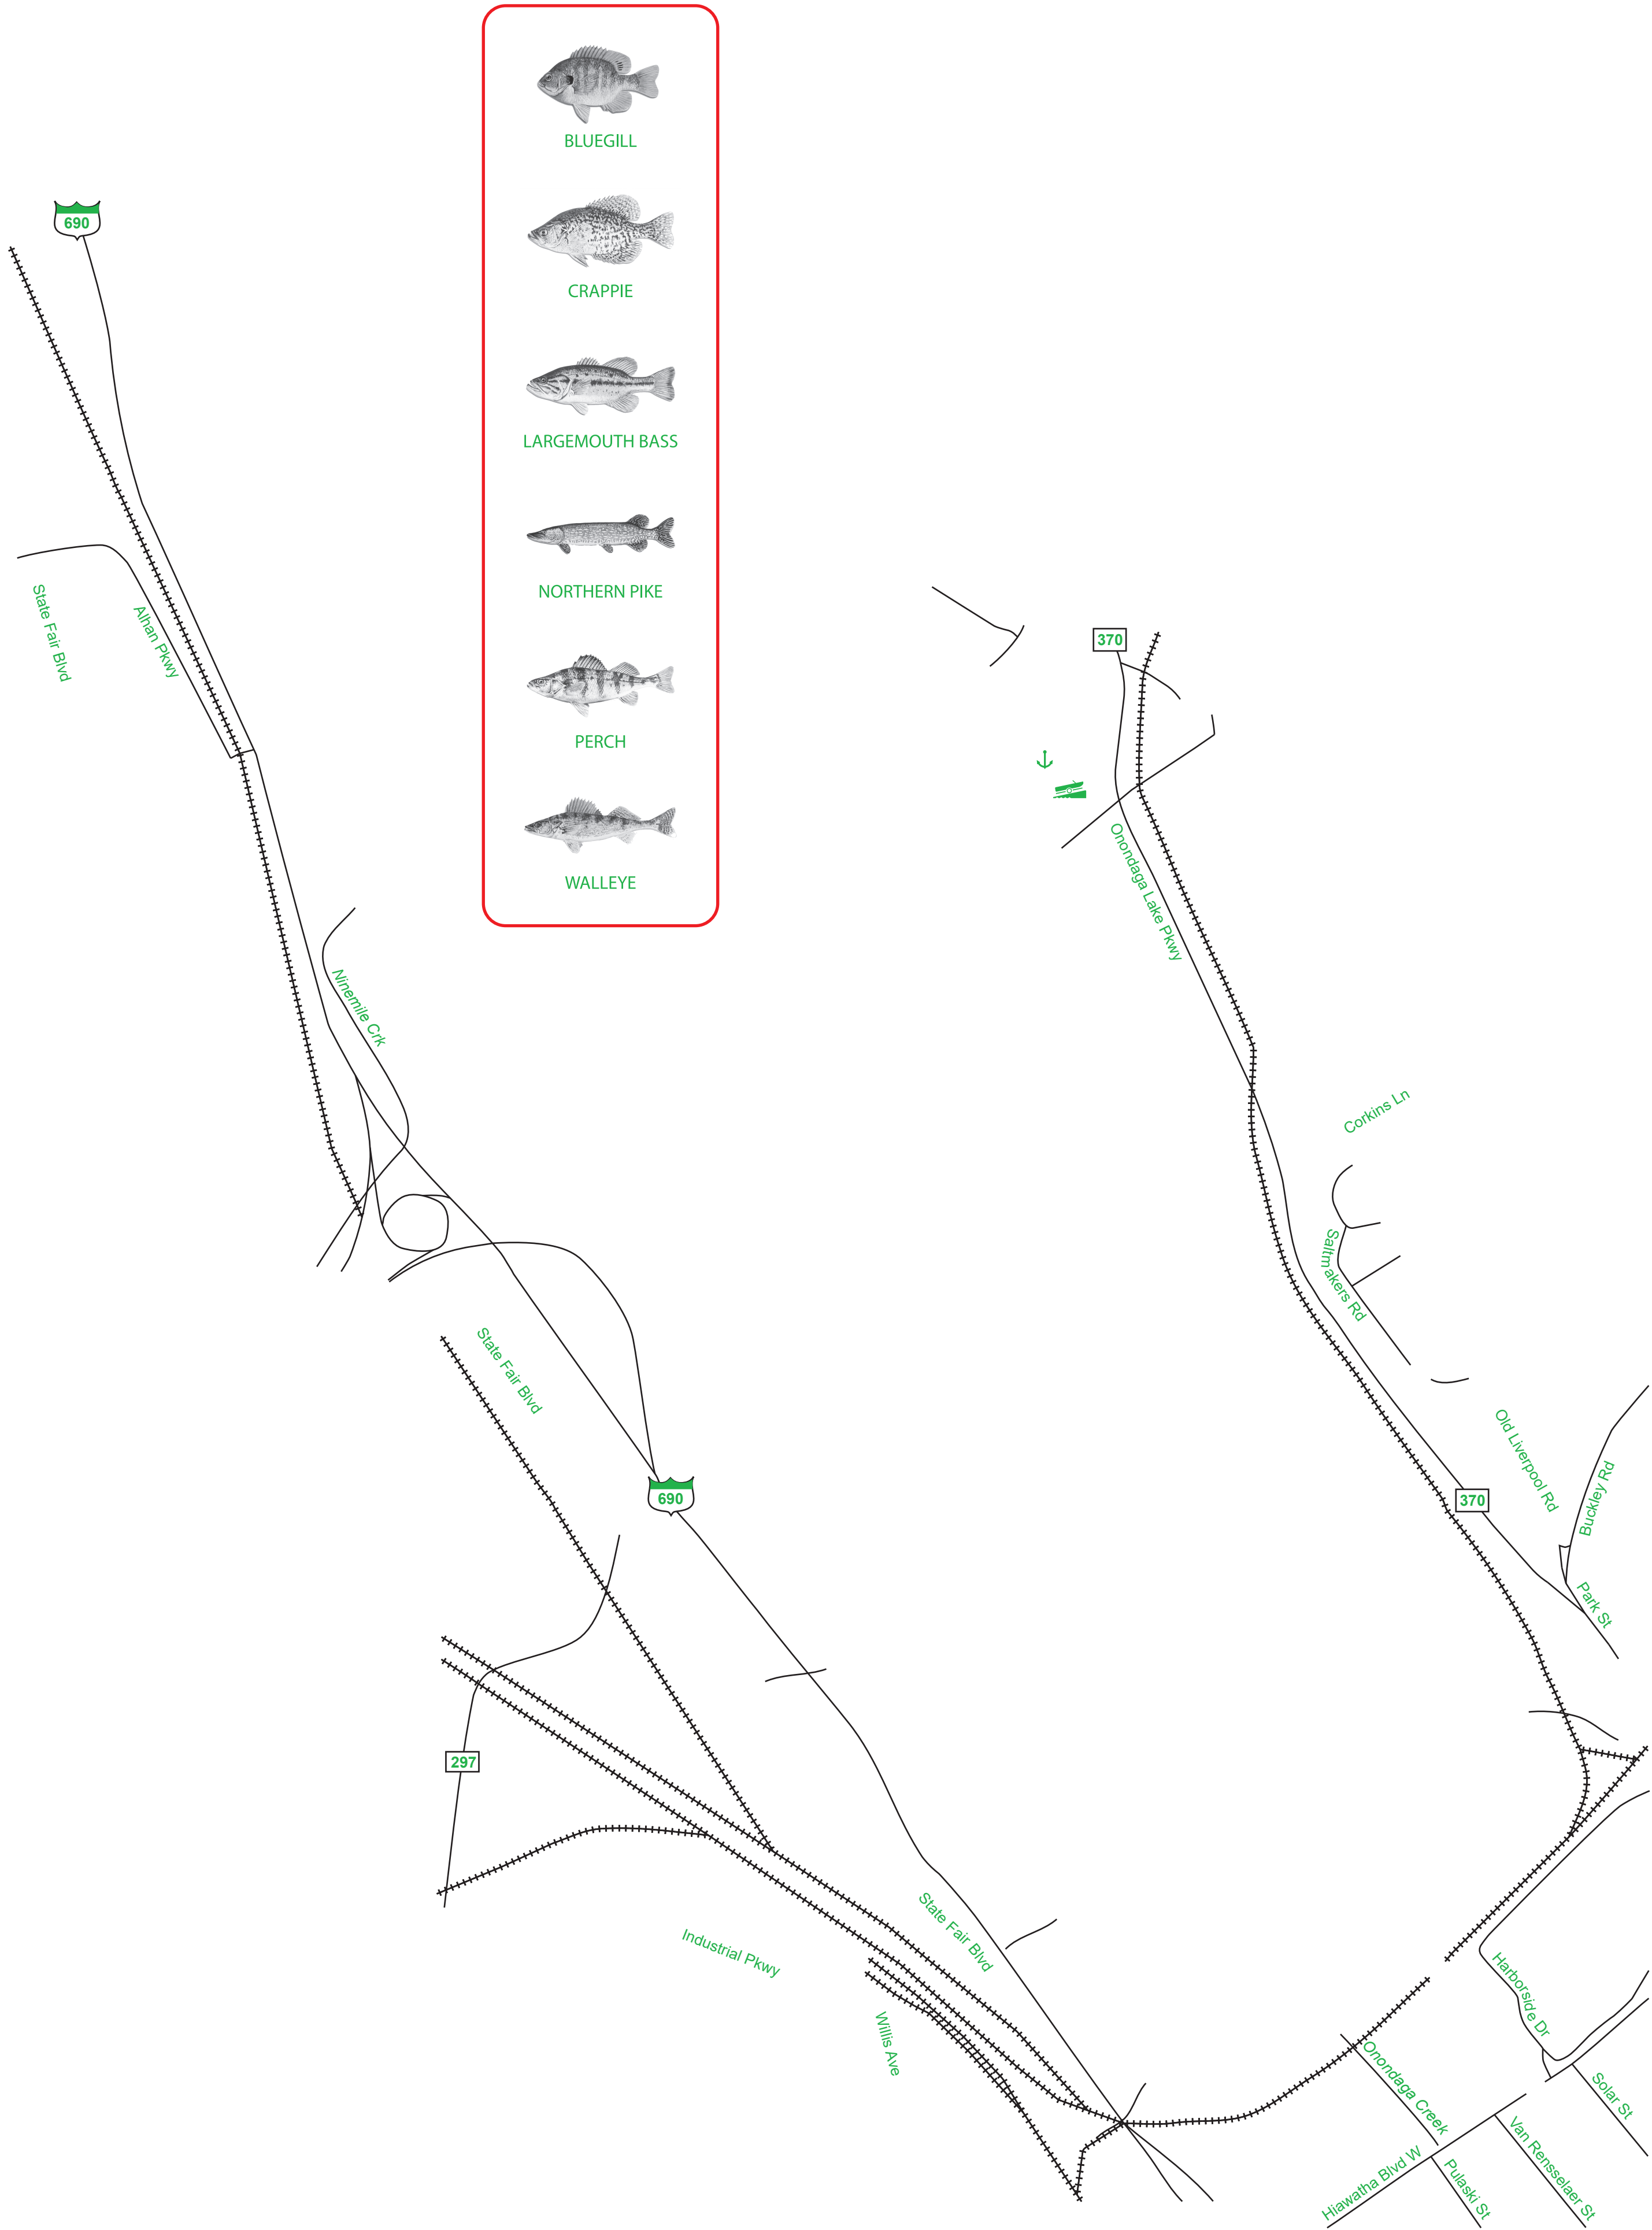 BLUEGILL
690
CRAPPIE
LARGEMOUTH BASS
NORTHERN PIKE
State Fair Blvd
Alhan Pkwy
370
PERCH
WALLEYE
Onondaga Lake Pkwy
Ninemile Crk
Corkins Ln
Saltmakers Rd
State Fair Blvd
Old Liverpool Rd
Buckley Rd
690
370
Park St
297
State Fair Blvd
Industrial Pkwy
Willis Ave
Harborside Dr
Onondaga Creek
Solar St
Van Rensselaer St
Hiawatha Blvd W
Pulaski St